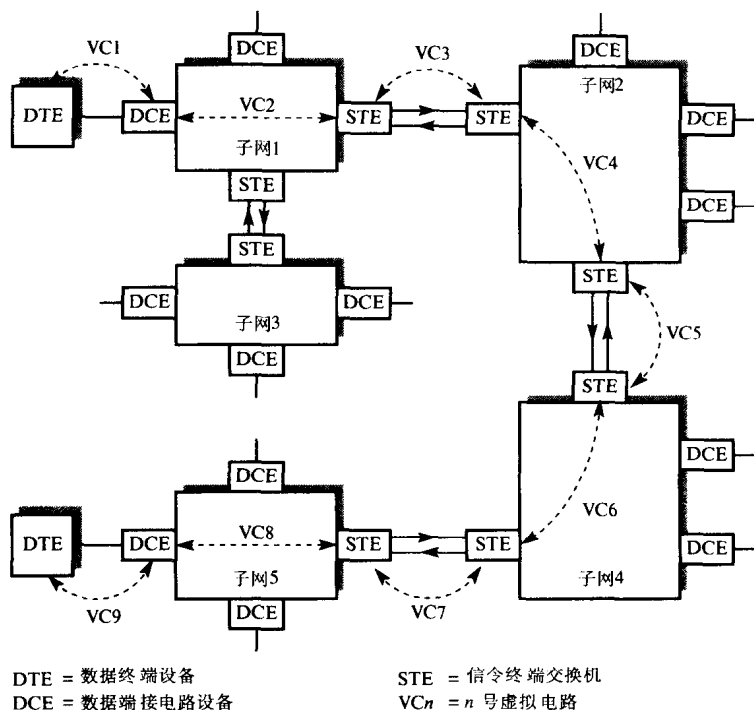 VC1
DCE
VC3
DCE
DTE
DCE
VC2
STE
STE
子网2
DCE
子网1
VC4
STE
DCE
STE
STE
DCE
子网3
DCE
VC5
DCE
STE
DCE
DCE
DTE
DCE
VC8
STE
STE
VC6
DCE
子网5
子网4
VC9
VC7
DCE
DTE = 数据终端设备
STE = 信令终端交换机
DCE = 数据端接电路设备
VCn = n 号虚拟电路